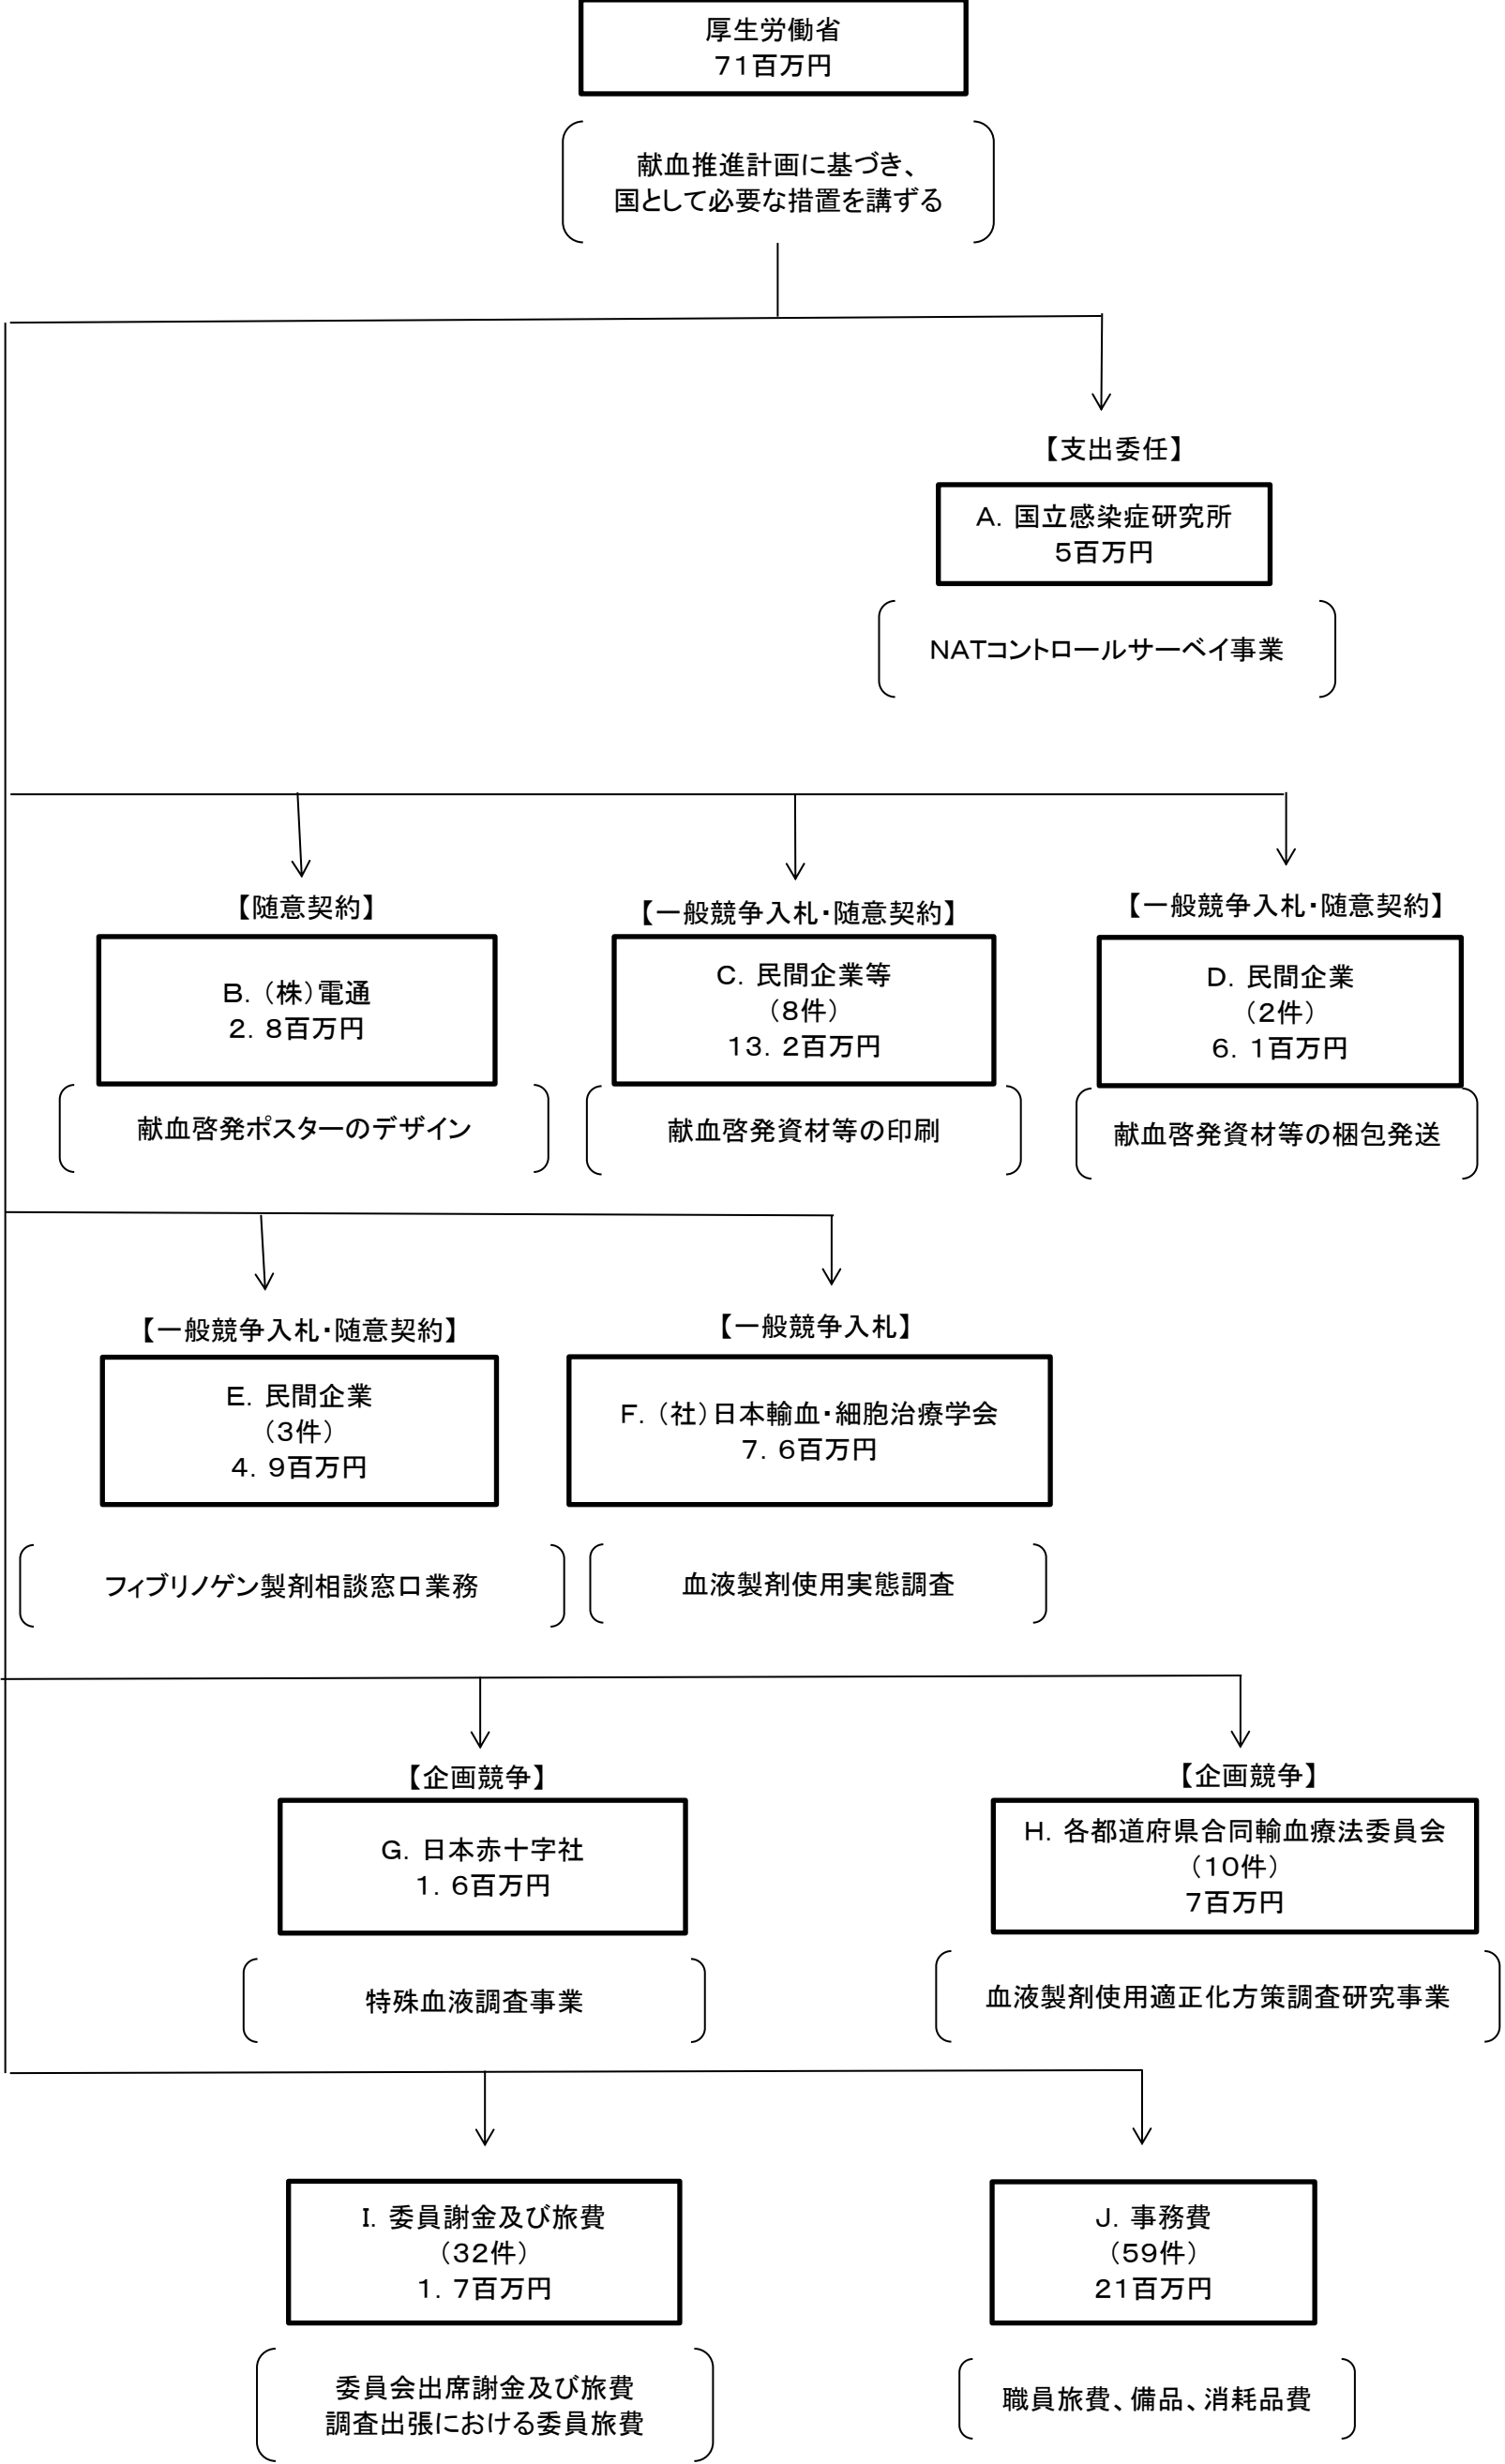 厚生労働省
７１百万円
献血推進計画に基づき、
国として必要な措置を講ずる
【支出委任】
Ａ．国立感染症研究所
５百万円
ＮＡＴコントロールサーベイ事業
【随意契約】
【一般競争入札・随意契約】
【一般競争入札・随意契約】
Ｂ．（株）電通
２．８百万円
Ｃ．民間企業等
（８件）
１３．２百万円
Ｄ．民間企業
（２件）
６．１百万円
献血啓発ポスターのデザイン
献血啓発資材等の印刷
献血啓発資材等の梱包発送
【一般競争入札・随意契約】
【一般競争入札】
Ｅ．民間企業
（３件）
４．９百万円
Ｆ．（社）日本輸血・細胞治療学会
７．６百万円
フィブリノゲン製剤相談窓口業務
血液製剤使用実態調査
【企画競争】
【企画競争】
Ｇ．日本赤十字社
１．６百万円
Ｈ．各都道府県合同輸血療法委員会
（１０件）
７百万円
特殊血液調査事業
血液製剤使用適正化方策調査研究事業
Ｉ．委員謝金及び旅費
（３２件）
１．７百万円
Ｊ．事務費
（５９件）
２１百万円
委員会出席謝金及び旅費
調査出張における委員旅費
職員旅費、備品、消耗品費